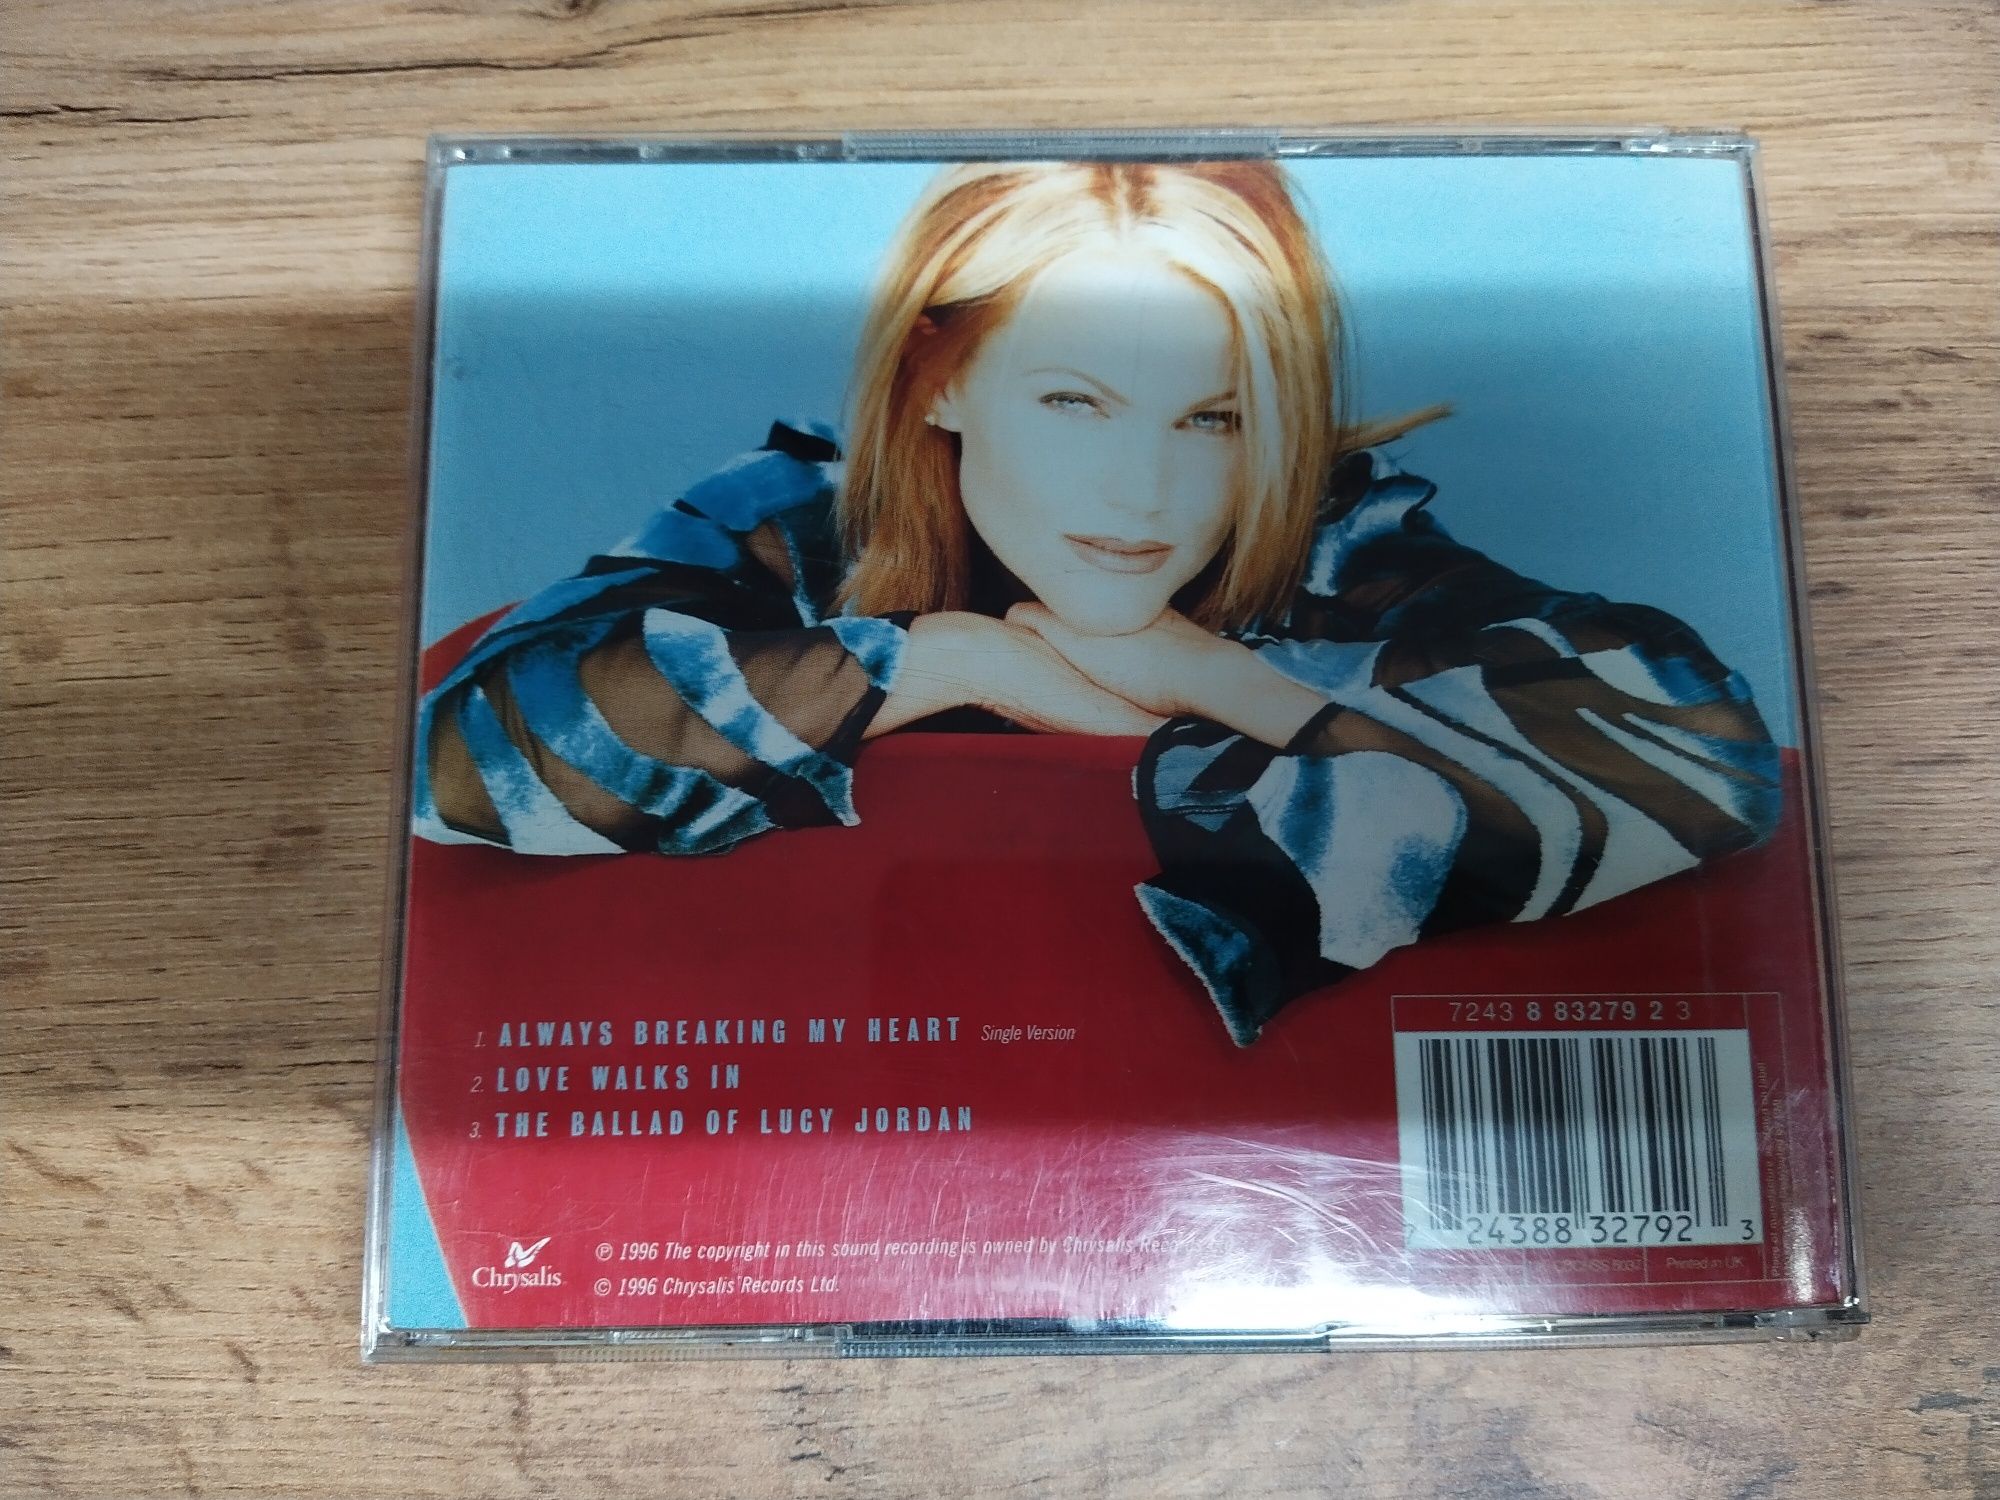 1. ALWAYS BREAKING MY HEART Single Version
2. LOVE WALKS IN
3. THE BALLAD OF LUCY JORDAN
7243 8 83279 2 3
7 24388 32792 3
Chrysalis
℗ 1996 The copyright in this sound recording is owned by Chrysalis
© 1996 Chrysalis Records Ltd.
Printed in UK